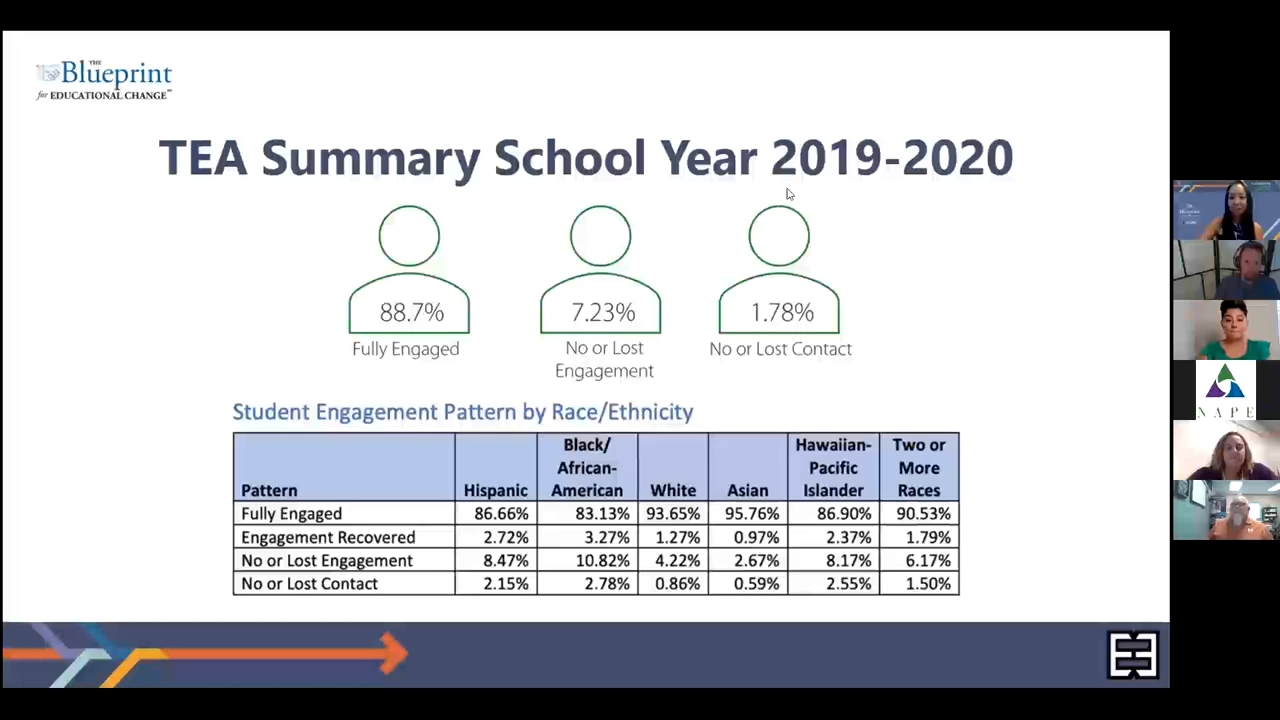 THE
Blueprint
for EDUCATIONAL CHANGE™
TEA Summary School Year 2019-2020
88.7% 7.23% 1.78%
Fully Engaged No or Lost Engagement No or Lost Contact
Student Engagement Pattern by Race/Ethnicity
Pattern Hispanic Black/African-American White Asian Hawaiian-Pacific Islander Two or More Races
Fully Engaged 86.66% 83.13% 93.65% 95.76% 86.90% 90.53%
Engagement Recovered 2.72% 3.27% 1.27% 0.97% 2.37% 1.79%
No or Lost Engagement 8.47% 10.82% 4.22% 2.67% 8.17% 6.17%
No or Lost Contact 2.15% 2.78% 0.86% 0.59% 2.55% 1.50%
NAPE